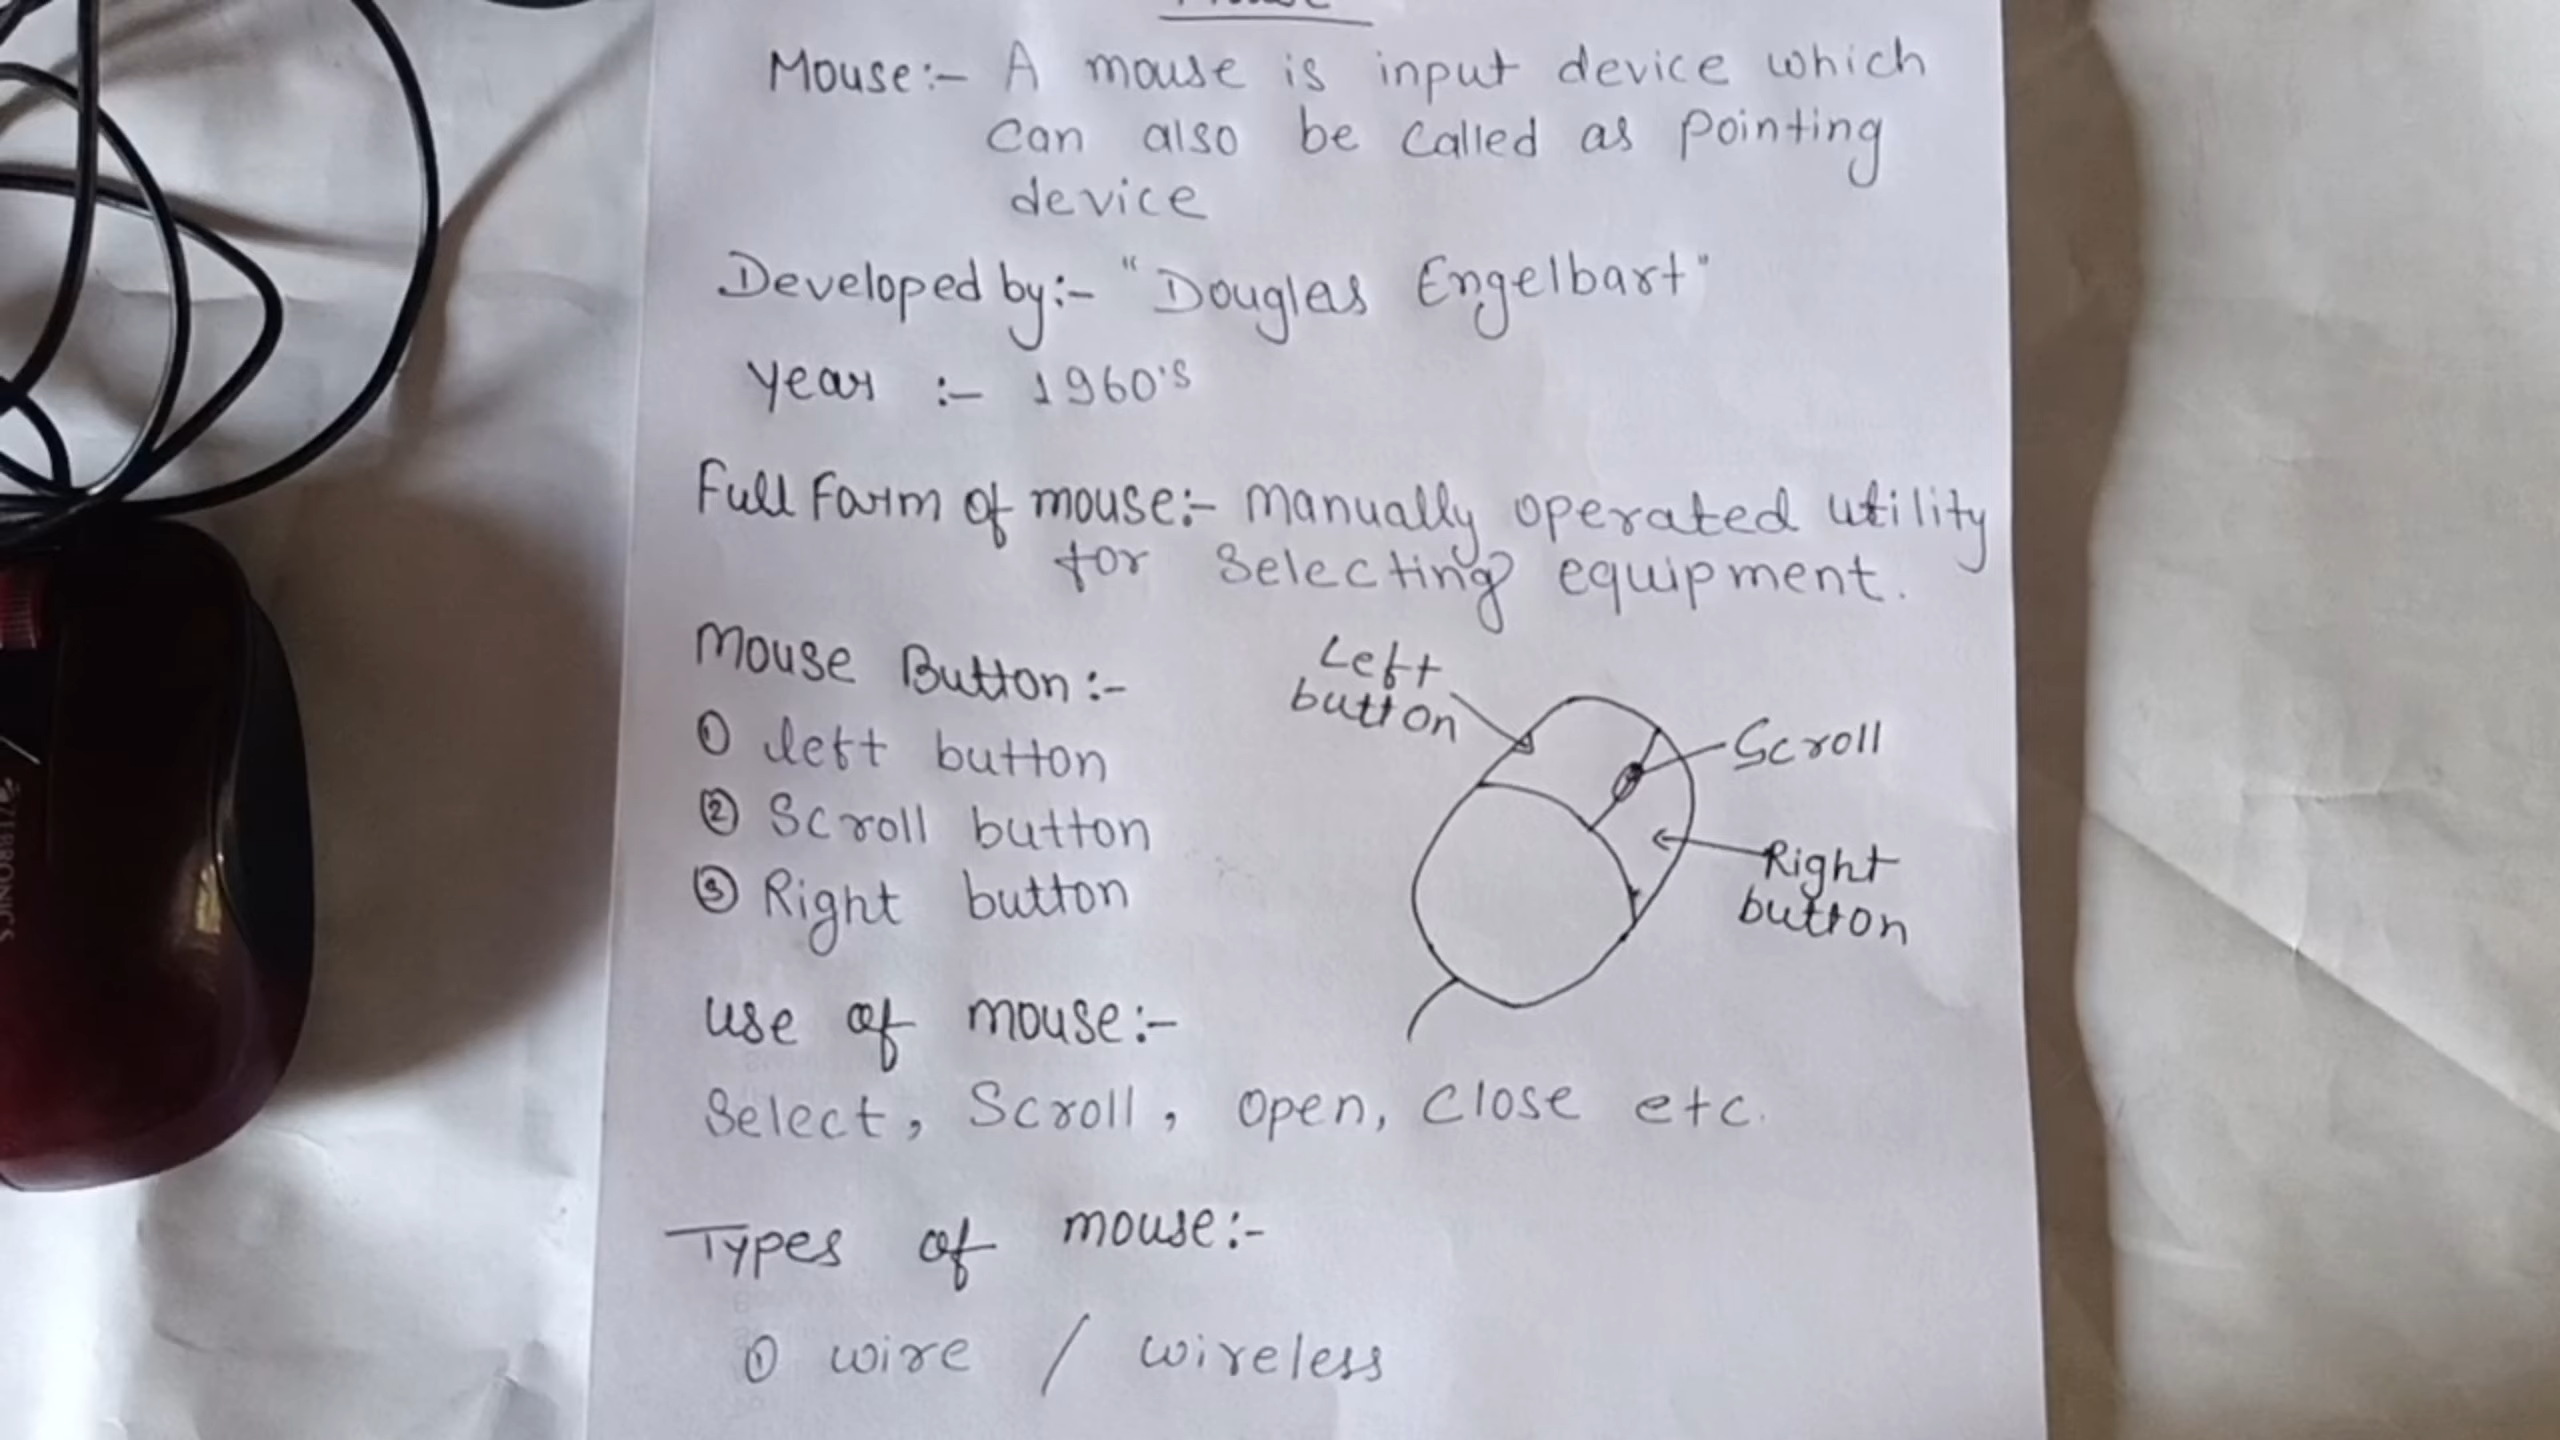 Mouse
Mouse:- A mouse is input device which
can also be called as pointing
device
Developed by:- "Douglas Engelbart"
Year :- 1960's
Full Form of mouse:- manually operated utility
for selecting equipment.
Mouse Button:-
① left button
② Scroll button
③ Right button
Left
button
Scroll
Right
button
use of mouse:-
Select, Scroll, open, close etc.
Types of mouse:-
① wire / wireless
ZEBRONICS